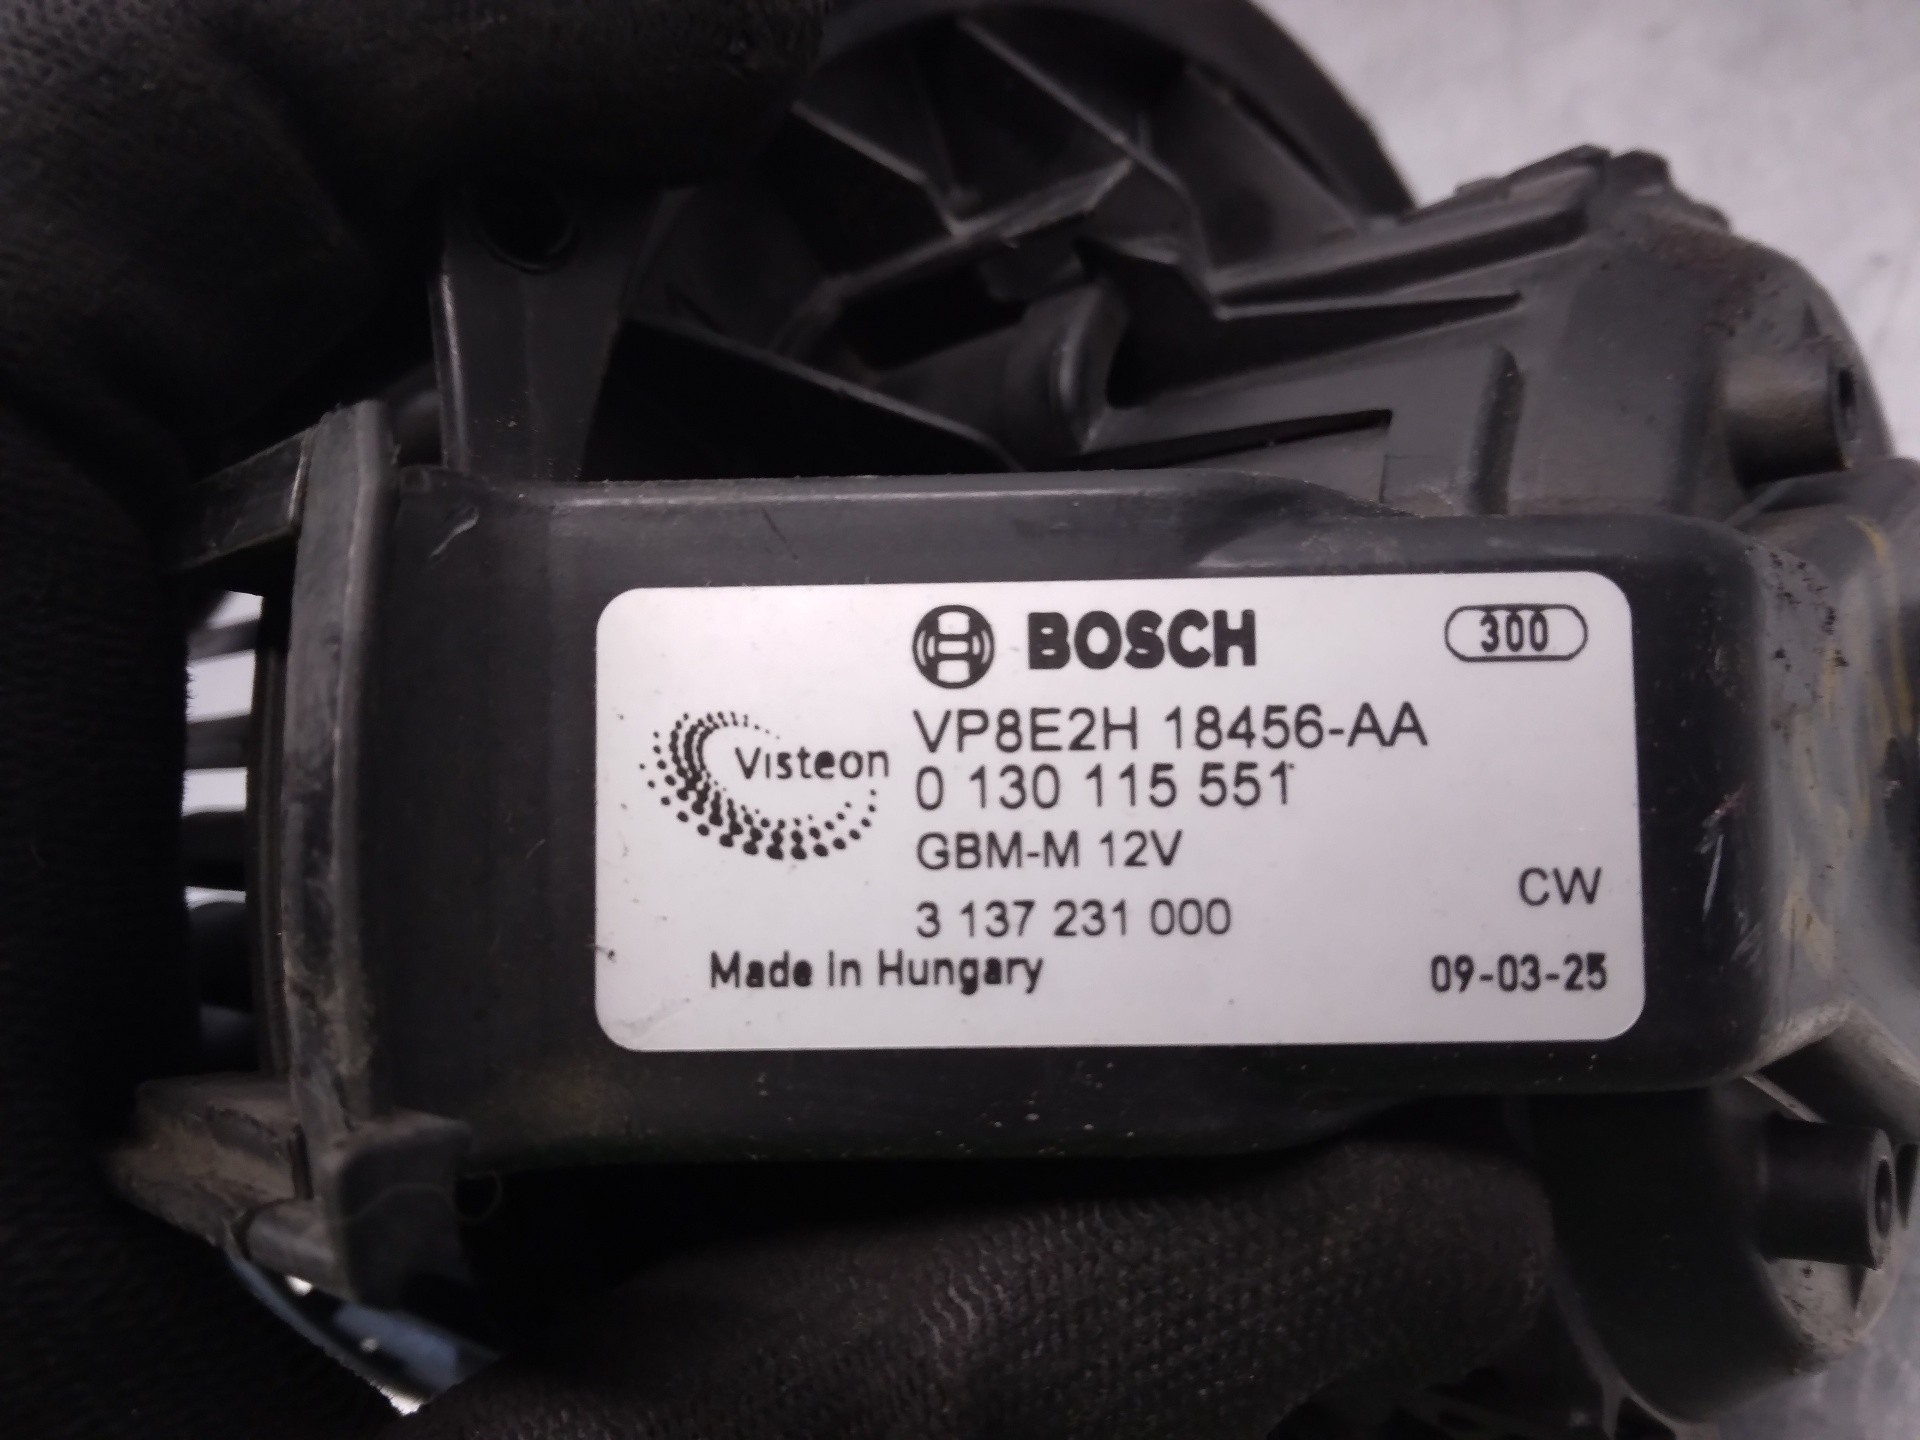 BOSCH 300
VP8E2H 18456-AA
Visteon
0 130 115 551
GBM-M 12V
CW
3 137 231 000
Made in Hungary 09-03-25